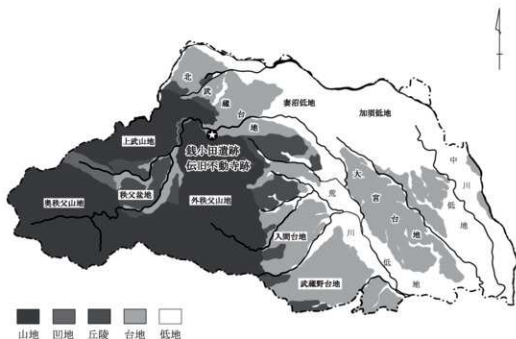 北武蔵台地
妻沼低地
加須低地
上武山地
銭小田遺跡
伝旧不動寺跡
中川低地
秩父盆地
奥秩父山地
外秩父山地
大宮台地
荒川低地
入間台地
武蔵野台地
山地 凹地 丘陵 台地 低地